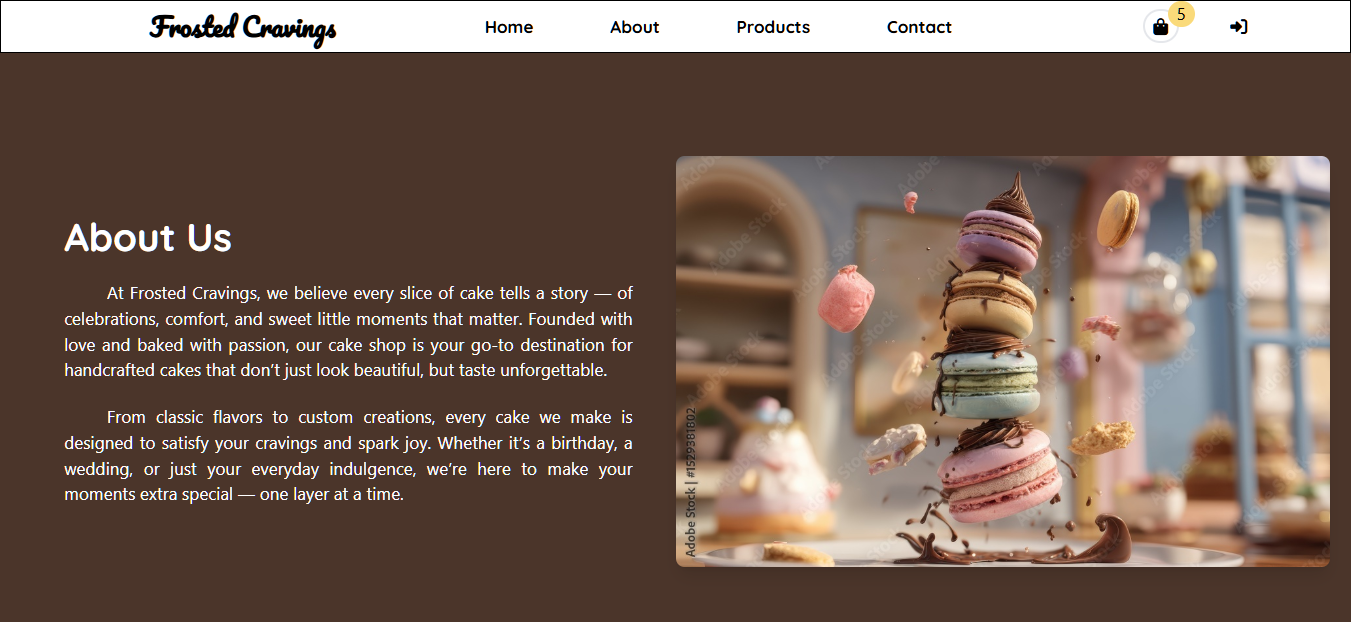 Frosted Cravings
Home
About
Products
Contact
5
About Us
At Frosted Cravings, we believe every slice of cake tells a story — of
celebrations, comfort, and sweet little moments that matter. Founded with
love and baked with passion, our cake shop is your go-to destination for
handcrafted cakes that don’t just look beautiful, but taste unforgettable.
From classic flavors to custom creations, every cake we make is
designed to satisfy your cravings and spark joy. Whether it’s a birthday, a
wedding, or just your everyday indulgence, we’re here to make your
moments extra special — one layer at a time.
Adobe Stock | #1529381802
Adobe Stock